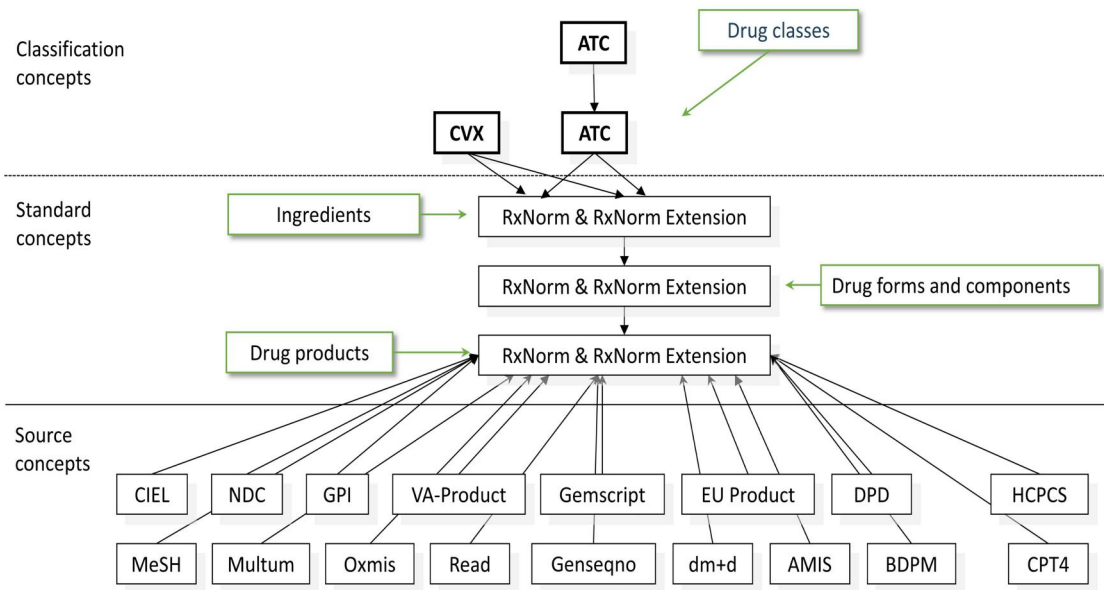 Classification
concepts
ATC
Drug classes
CVX
ATC
Standard
concepts
Ingredients
RxNorm & RxNorm Extension
RxNorm & RxNorm Extension
Drug forms and components
Drug products
RxNorm & RxNorm Extension
Source
concepts
CIEL
NDC
GPI
VA-Product
Gemscript
EU Product
DPD
HCPCS
MeSH
Multum
Oxmis
Read
Genseqno
dm+d
AMIS
BDPM
CPT4